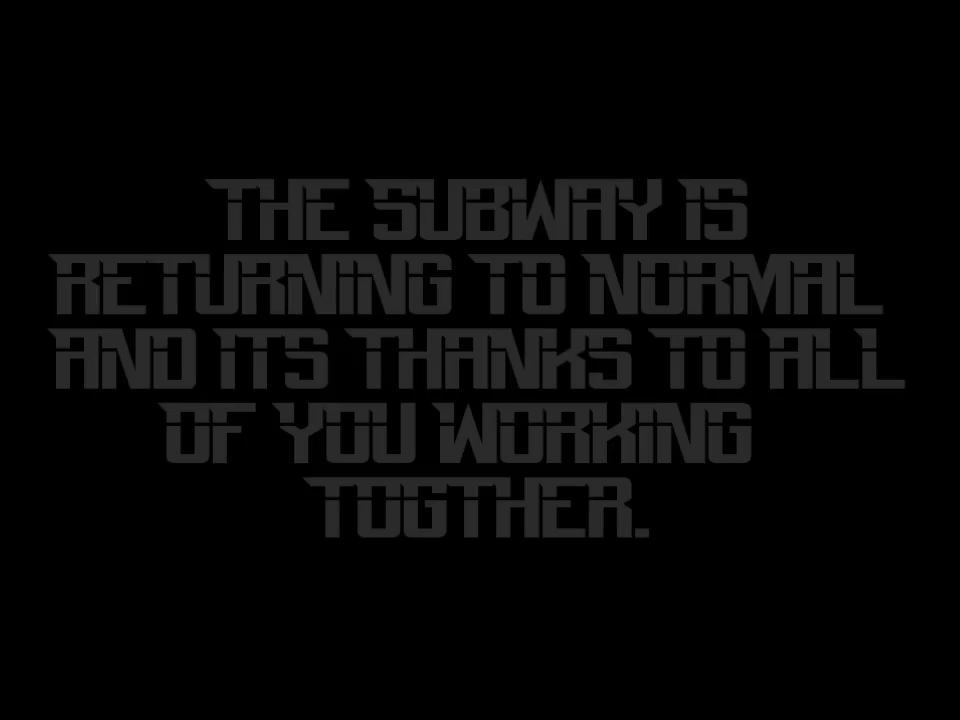 THE SUBWAY IS
RETURNING TO NORMAL
AND ITS THANKS TO ALL
OF YOU WORKING
TOGTHER.